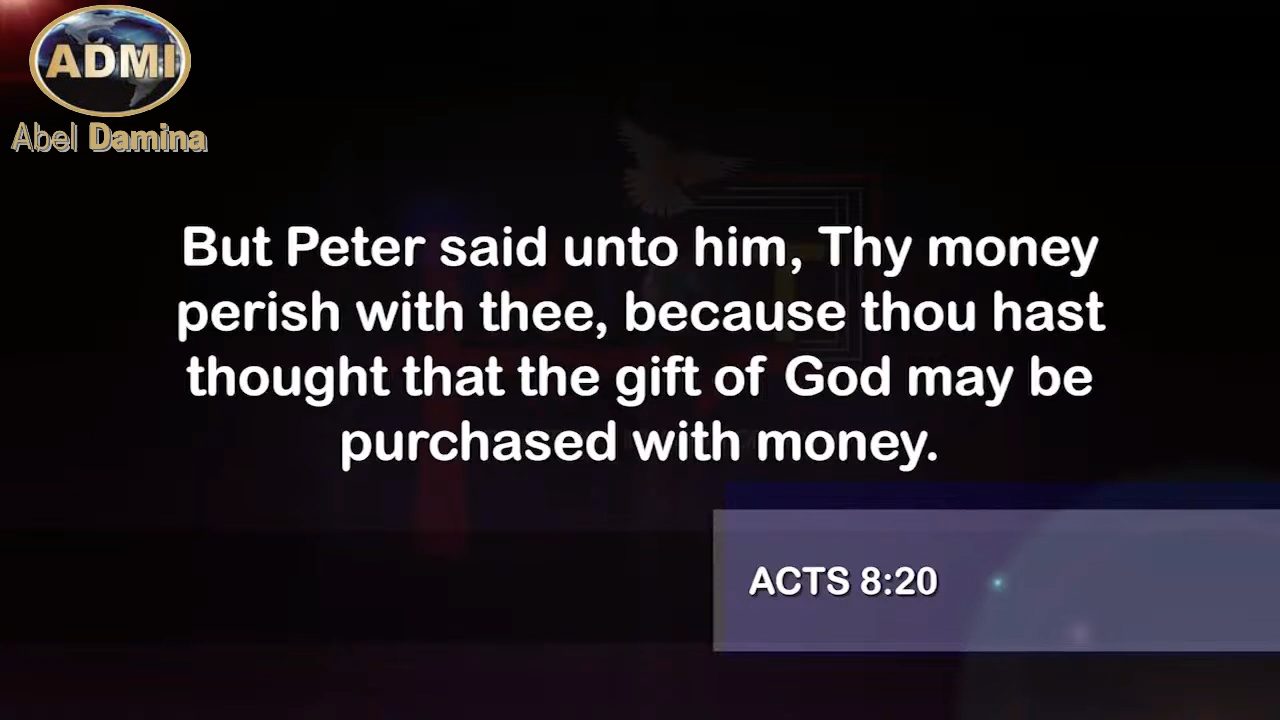 ADMI
Abel Damina
But Peter said unto him, Thy money
perish with thee, because thou hast
thought that the gift of God may be
purchased with money.
ACTS 8:20